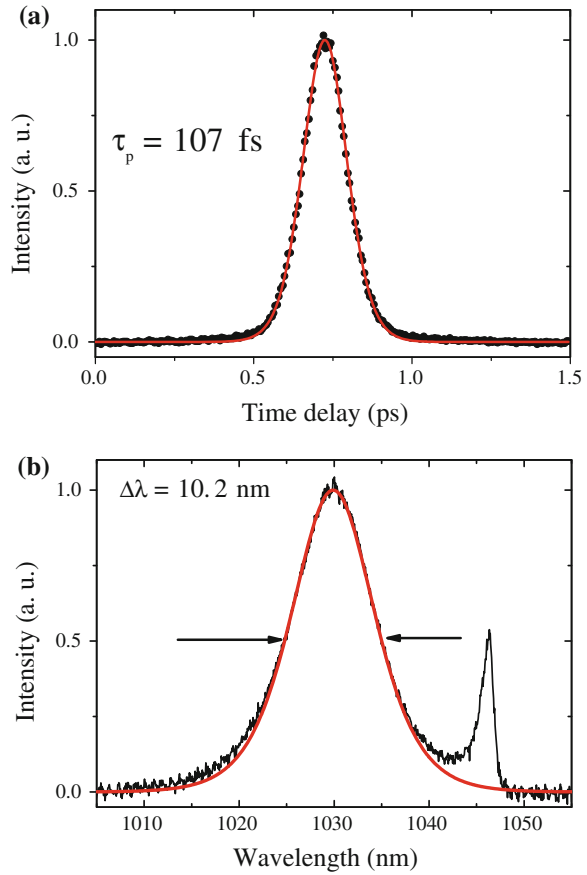 (a)
1.0
0.5
0.0
Intensity (a. u.)
τp = 107 fs
0.0 0.5 1.0 1.5
Time delay (ps)
(b)
Δλ = 10.2 nm
1.0
0.5
0.0
Intensity (a. u.)
1010 1020 1030 1040 1050
Wavelength (nm)